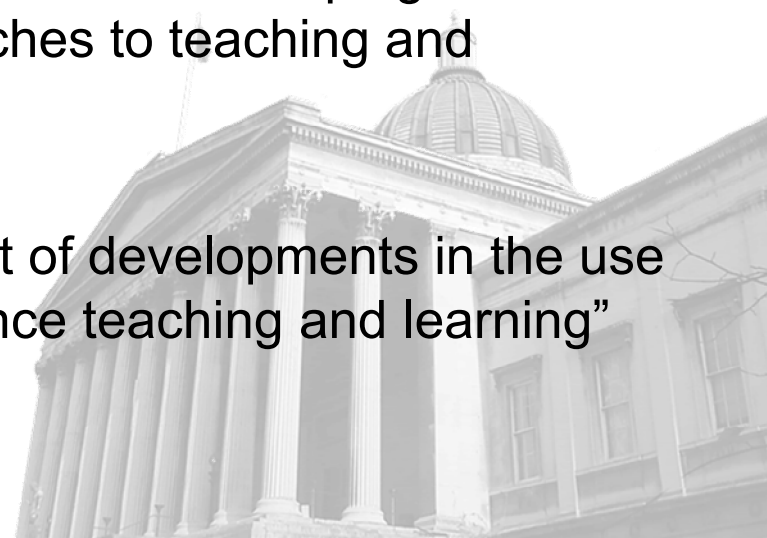 ches to teaching and
t of developments in the use
nce teaching and learning”